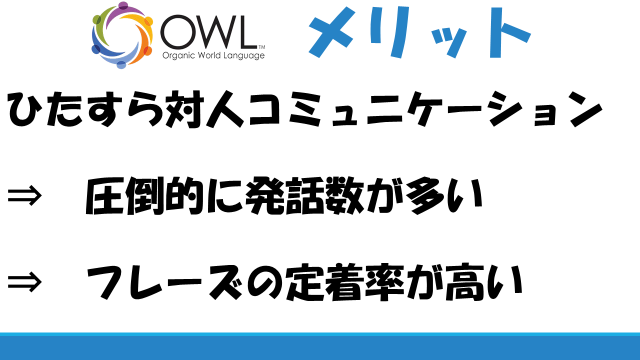 OWL™ メリット
Organic World Language
ひたすら対人コミュニケーション
⇒ 圧倒的に発話数が多い
⇒ フレーズの定着率が高い